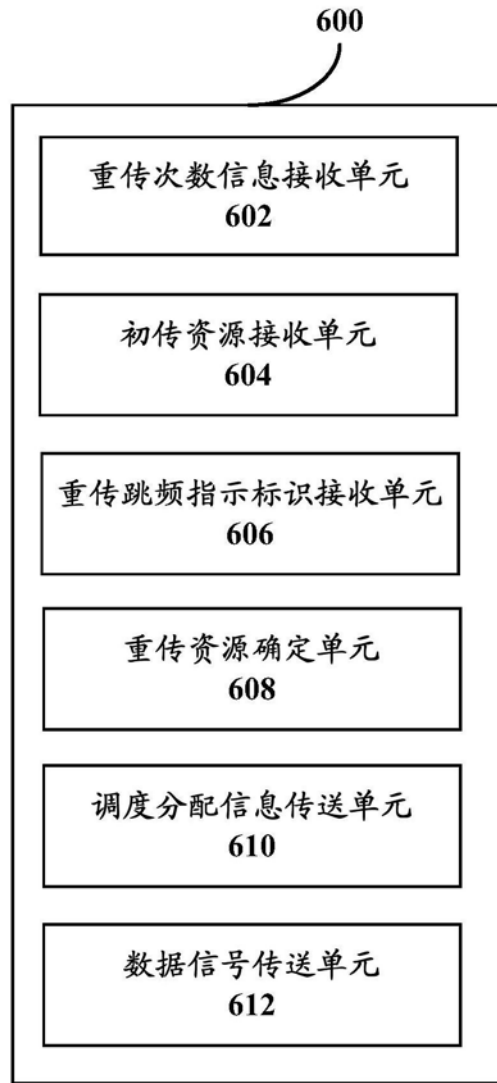 600
重传次数信息接收单元
602
初传资源接收单元
604
重传跳频指示标识接收单元
606
重传资源确定单元
608
调度分配信息传送单元
610
数据信号传送单元
612